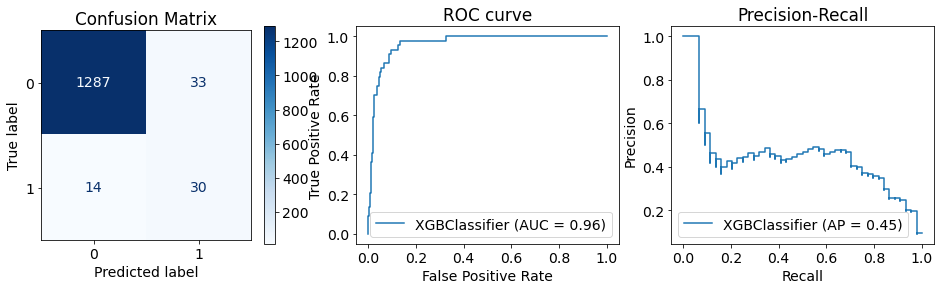 Confusion Matrix
True label
0
1
1287
33
14
30
0
1
Predicted label
1200
1000
800
600
400
200
ROC curve
True Positive Rate
1.0
0.8
0.6
0.4
0.2
0.0
XGBClassifier (AUC = 0.96)
0.0 0.2 0.4 0.6 0.8 1.0
False Positive Rate
Precision-Recall
Precision
1.0
0.8
0.6
0.4
0.2
XGBClassifier (AP = 0.45)
0.0 0.2 0.4 0.6 0.8 1.0
Recall